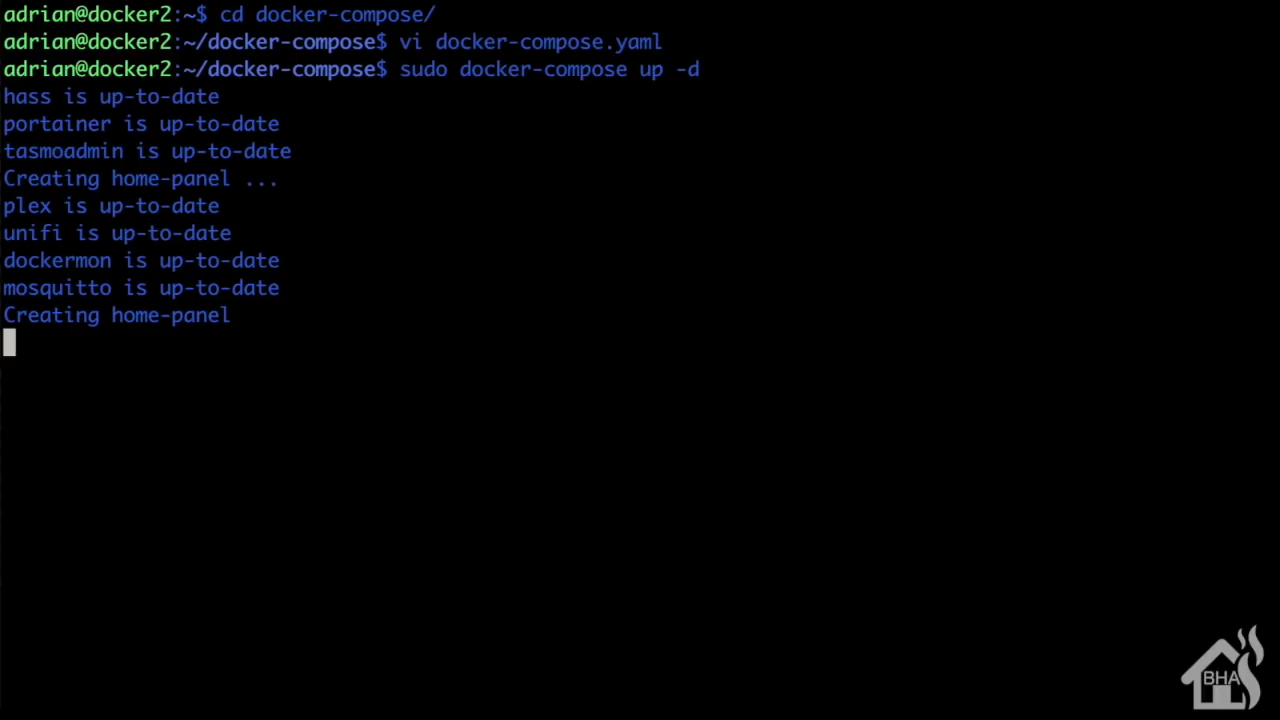 adrian@docker2:~$ cd docker-compose/
adrian@docker2:~/docker-compose$ vi docker-compose.yaml
adrian@docker2:~/docker-compose$ sudo docker-compose up -d
hass is up-to-date
portainer is up-to-date
tasmoadmin is up-to-date
Creating home-panel ...
plex is up-to-date
unifi is up-to-date
dockermon is up-to-date
mosquitto is up-to-date
Creating home-panel
BHA